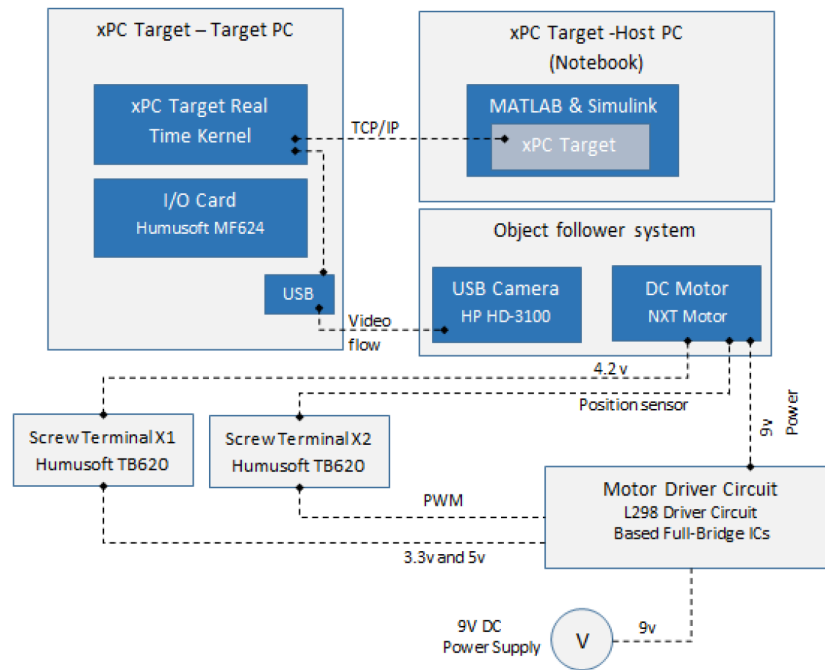 xPC Target – Target PC
xPC Target Real
Time Kernel
I/O Card
Humusoft MF624
USB
TCP/IP
xPC Target -Host PC
(Notebook)
MATLAB & Simulink
xPC Target
Object follower system
USB Camera
HP HD-3100
DC Motor
NXT Motor
Video
flow
4.2v
Position sensor
9v
Power
Screw Terminal X1
Humusoft TB620
Screw Terminal X2
Humusoft TB620
PWM
3.3v and 5v
Motor Driver Circuit
L298 Driver Circuit
Based Full-Bridge ICs
9V DC
Power Supply
V
9v